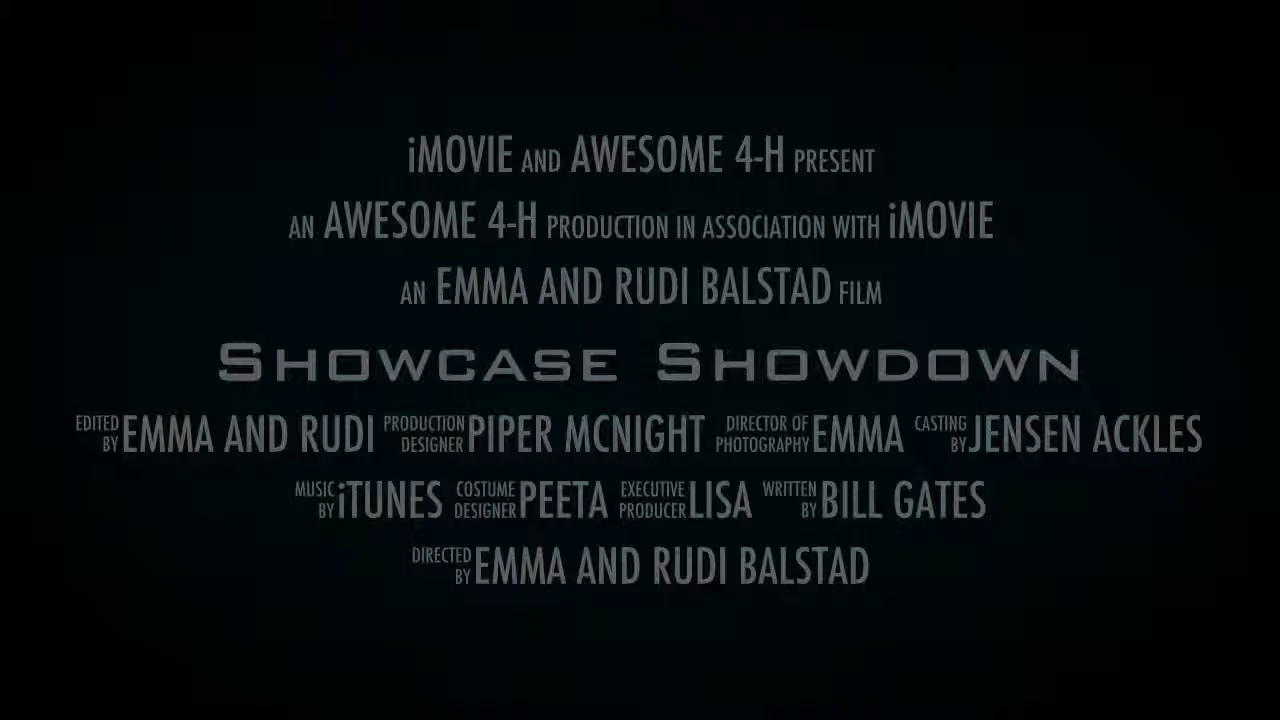 iMOVIE AND AWESOME 4-H PRESENT
AN AWESOME 4-H PRODUCTION IN ASSOCIATION WITH iMOVIE
AN EMMA AND RUDI BALSTAD FILM
SHOWCASE SHOWDOWN
EDITED BY EMMA AND RUDI PRODUCTION DESIGNER PIPER MCNIGHT DIRECTOR OF PHOTOGRAPHY EMMA CASTING BY JENSEN ACKLES
MUSIC BY iTUNES COSTUME DESIGNER PEETA EXECUTIVE PRODUCER LISA WRITTEN BY BILL GATES
DIRECTED BY EMMA AND RUDI BALSTAD